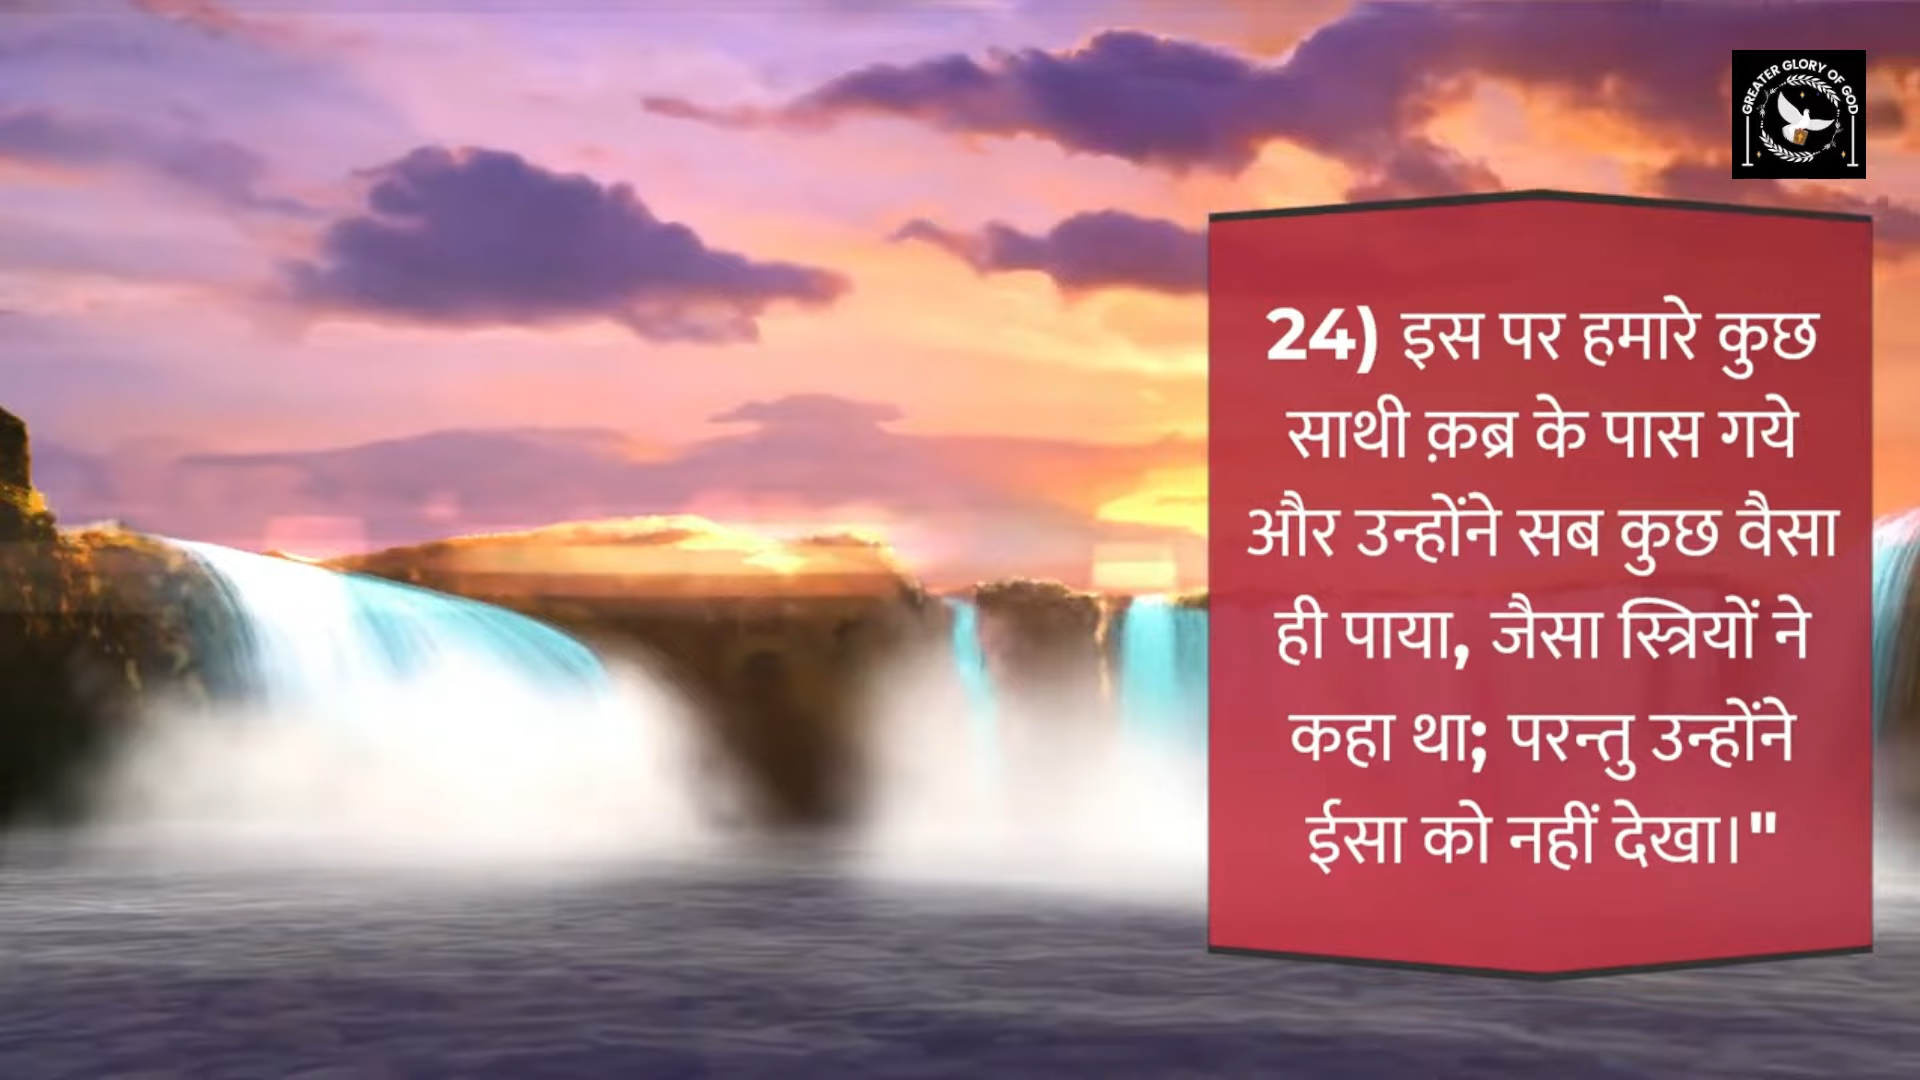 GREATER GLORY OF GOD
24) इस पर हमारे कुछ
साथी क़ब्र के पास गये
और उन्होंने सब कुछ वैसा
ही पाया, जैसा स्त्रियों ने
कहा था; परन्तु उन्होंने
ईसा को नहीं देखा।"